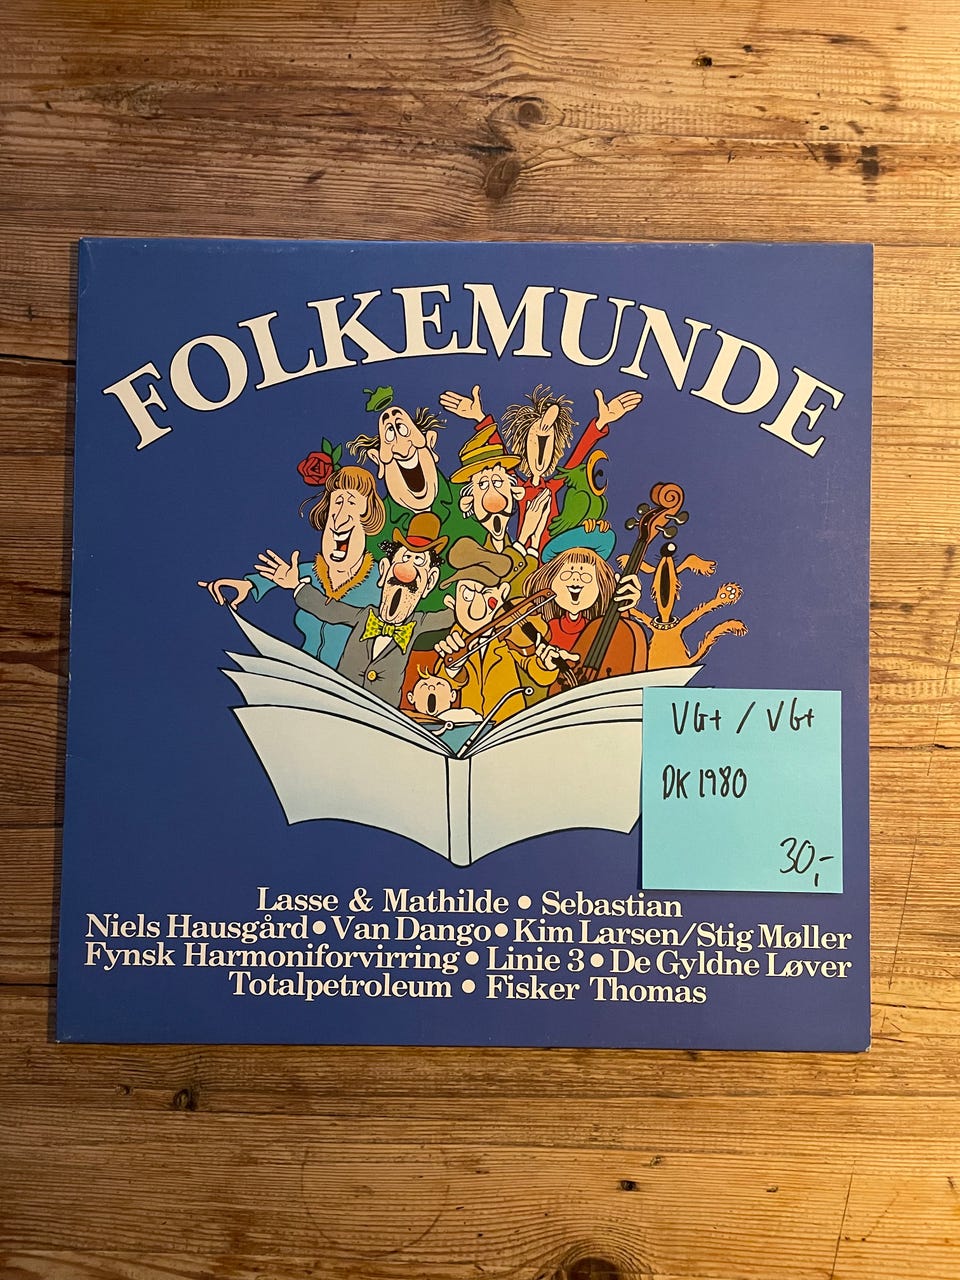 FOLKEMUNDE
VG+ / VG+
DK 1980
30,-
Lasse & Mathilde • Sebastian
Niels Hausgård • Van Dango • Kim Larsen/Stig Møller
Fynsk Harmoniforvirring • Linie 3 • De Gyldne Løver
Totalpetroleum • Fisker Thomas